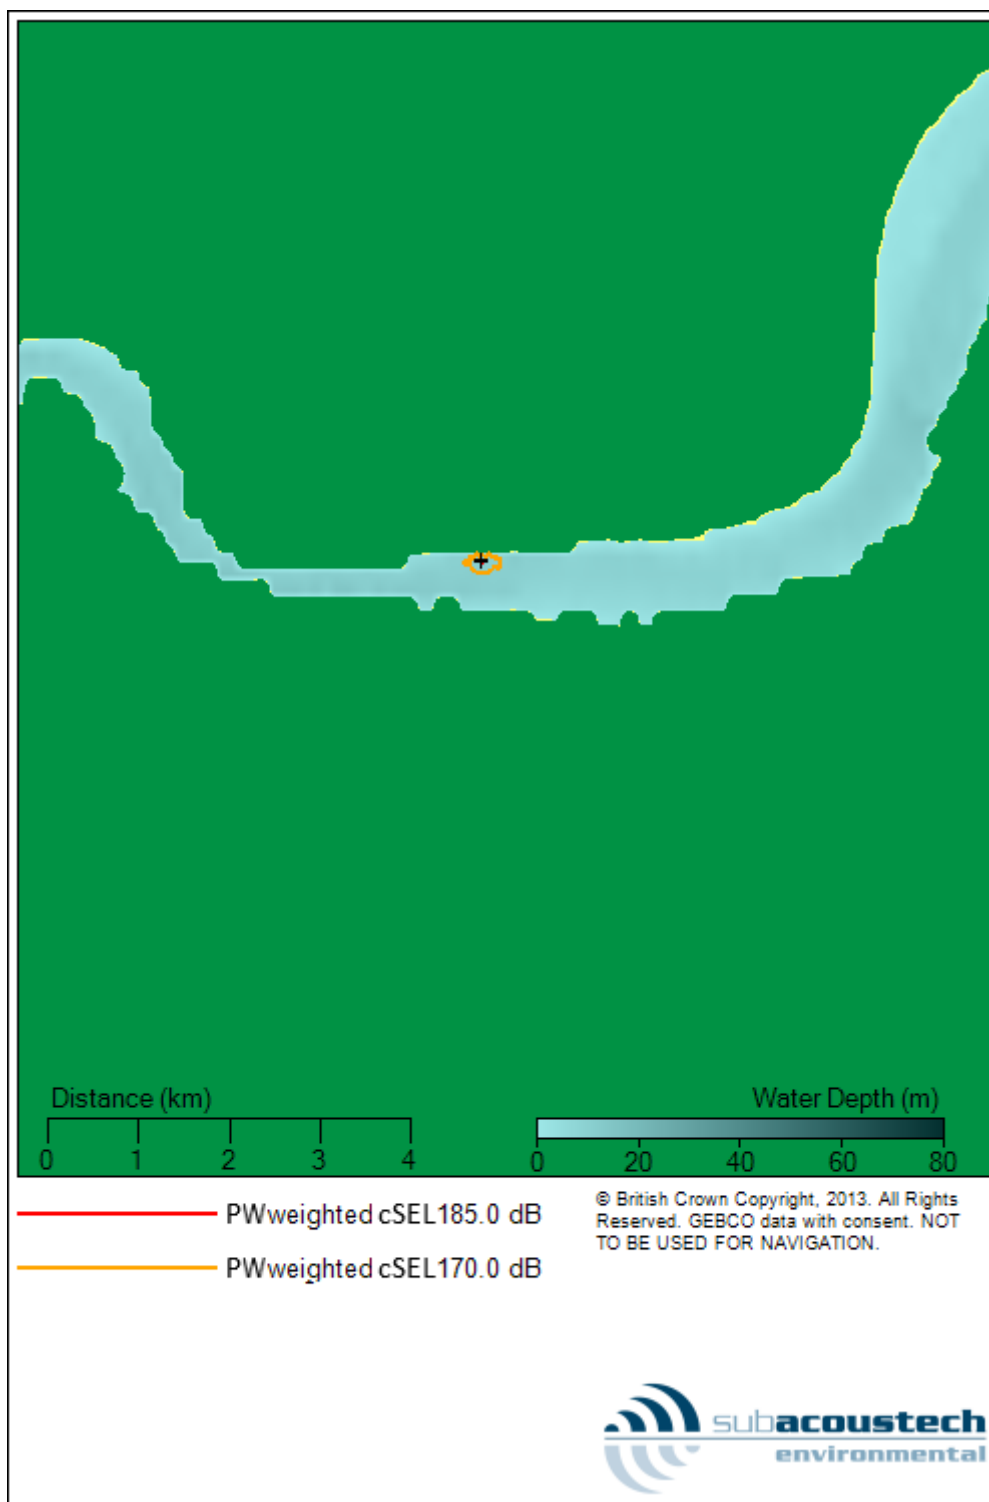 Distance (km)
0 1 2 3 4
Water Depth (m)
0 20 40 60 80
PWweighted cSEL185.0 dB
PWweighted cSEL170.0 dB
© British Crown Copyright, 2013. All Rights
Reserved. GEBCO data with consent. NOT
TO BE USED FOR NAVIGATION.
subacoustech
environmental